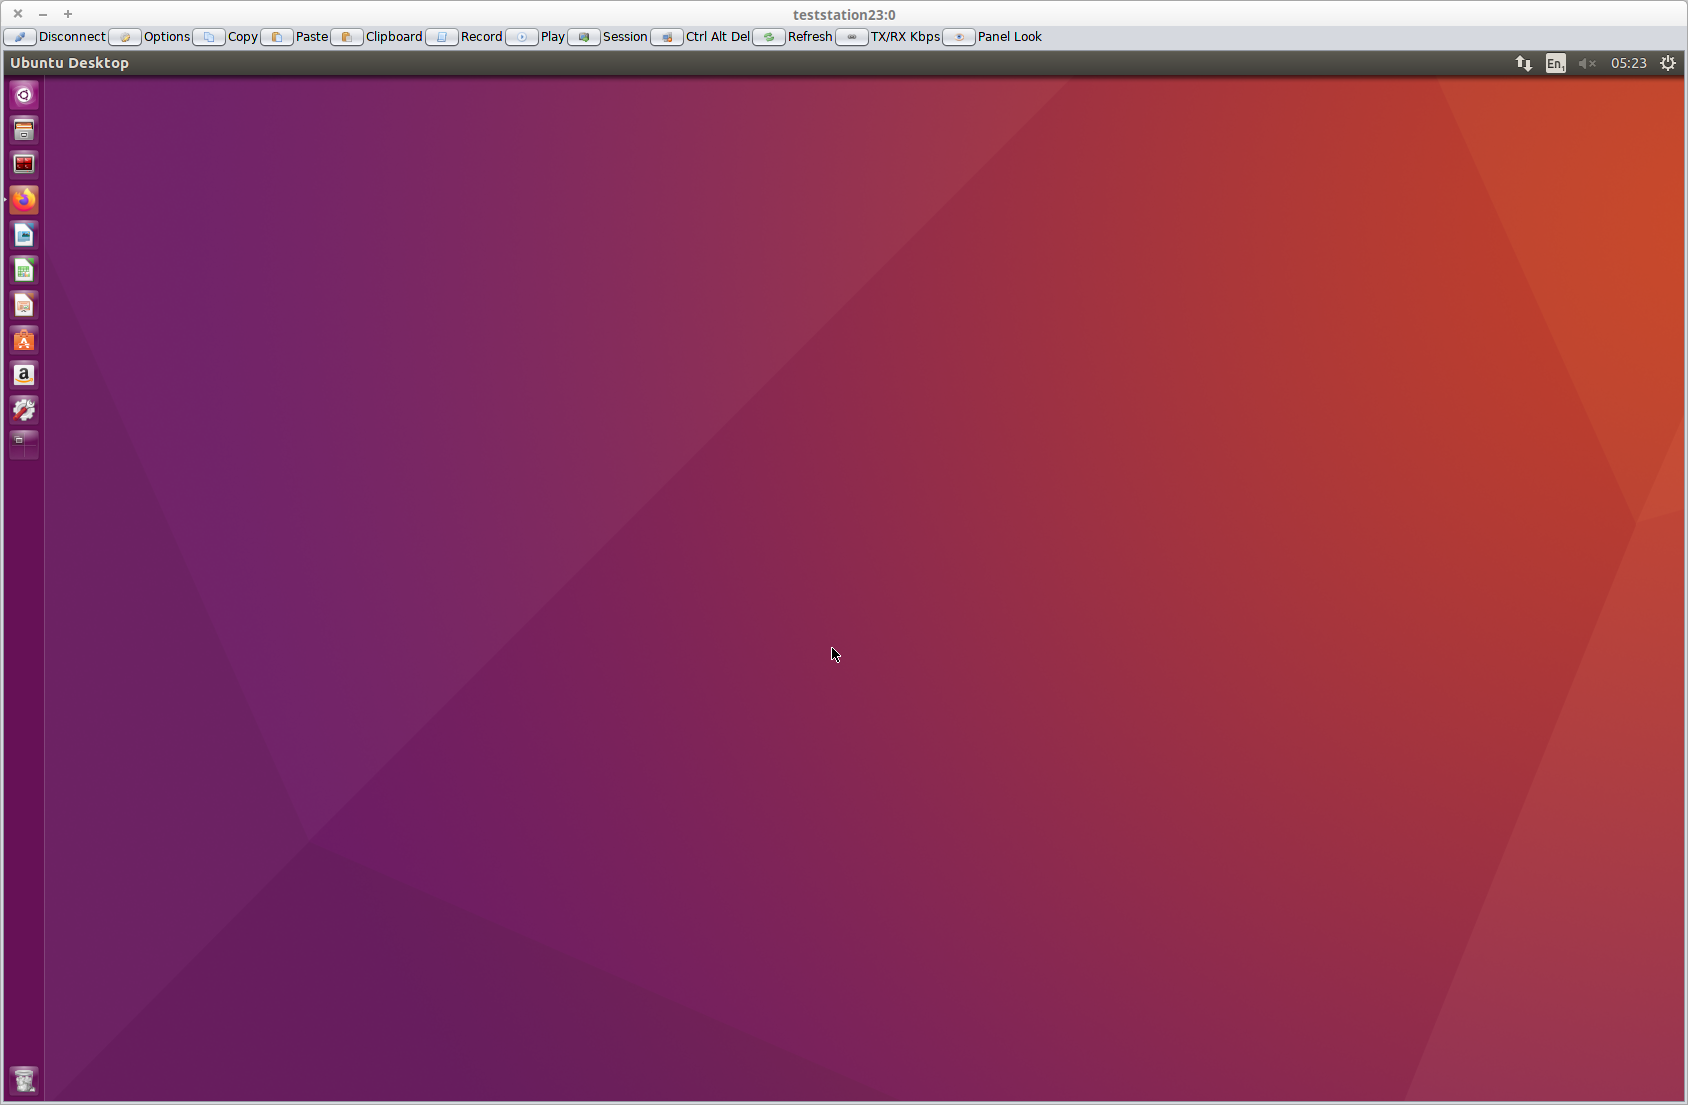 teststation23:0
Disconnect Options Copy Paste Clipboard Record Play Session Ctrl Alt Del Refresh TX/RX Kbps Panel Look
Ubuntu Desktop En1 05:23
a